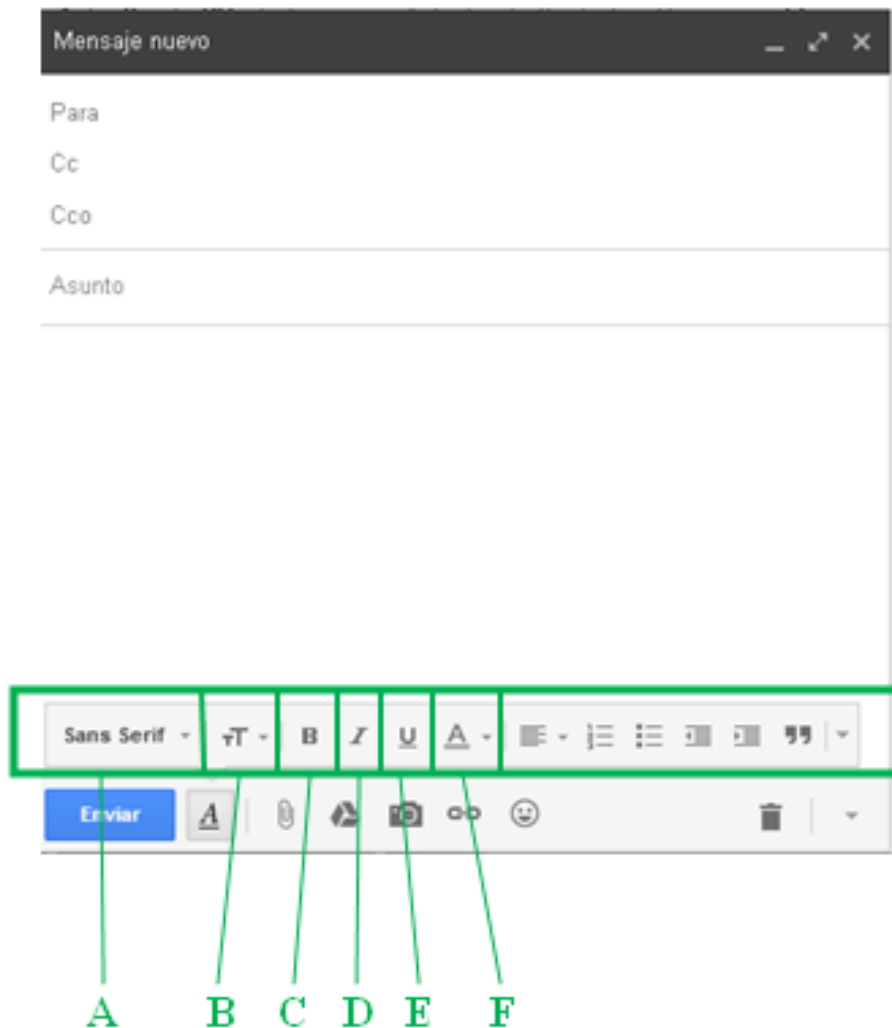 Mensaje nuevo
Para
Cc
Cco
Asunto
Sans Serif
Enviar
A B C D E F